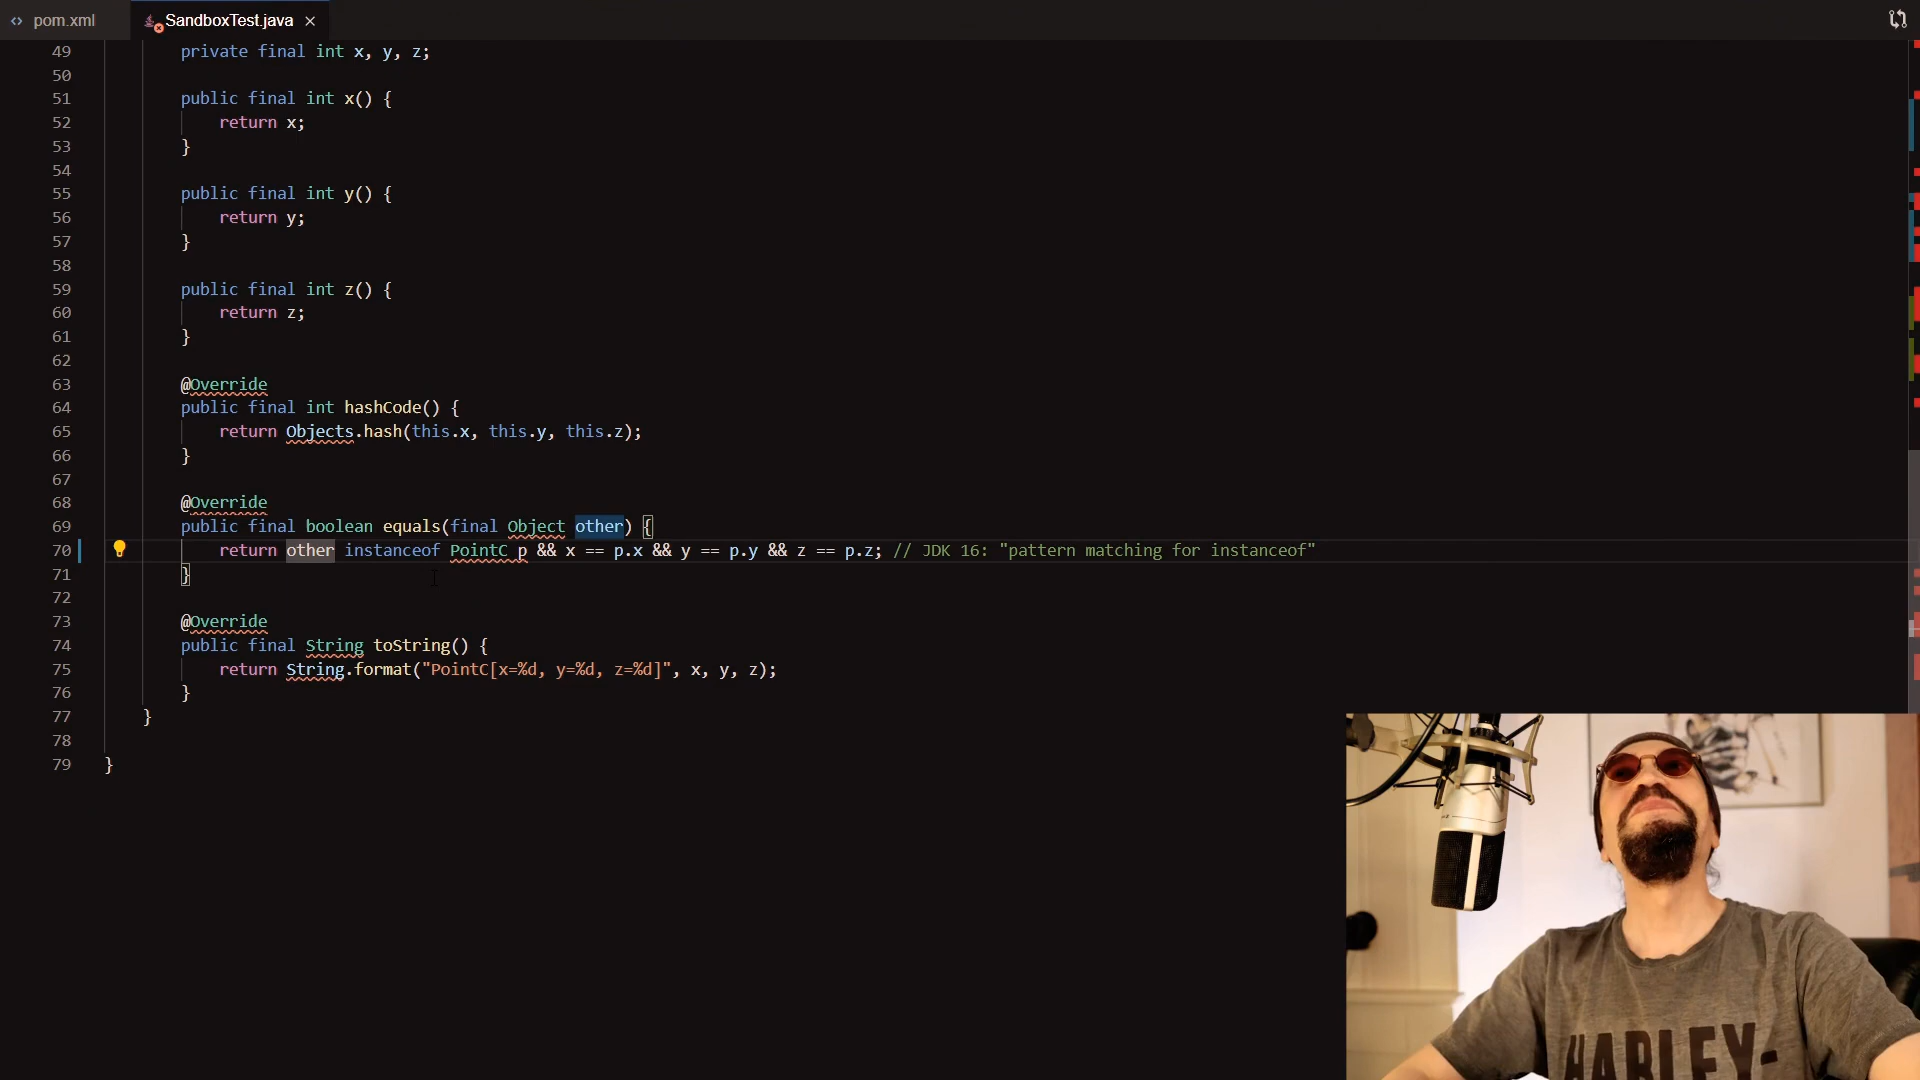 pom.xml
SandboxTest.java
49 private final int x, y, z;
50
51 public final int x() {
52 return x;
53 }
54
55 public final int y() {
56 return y;
57 }
58
59 public final int z() {
60 return z;
61 }
62
63 @Override
64 public final int hashCode() {
65 return Objects.hash(this.x, this.y, this.z);
66 }
67
68 @Override
69 public final boolean equals(final Object other) {
70 return other instanceof PointC p && x == p.x && y == p.y && z == p.z; // JDK 16: "pattern matching for instanceof"
71 }
72
73 @Override
74 public final String toString() {
75 return String.format("PointC[x=%d, y=%d, z=%d]", x, y, z);
76 }
77 }
78
79 }
HARLEY-